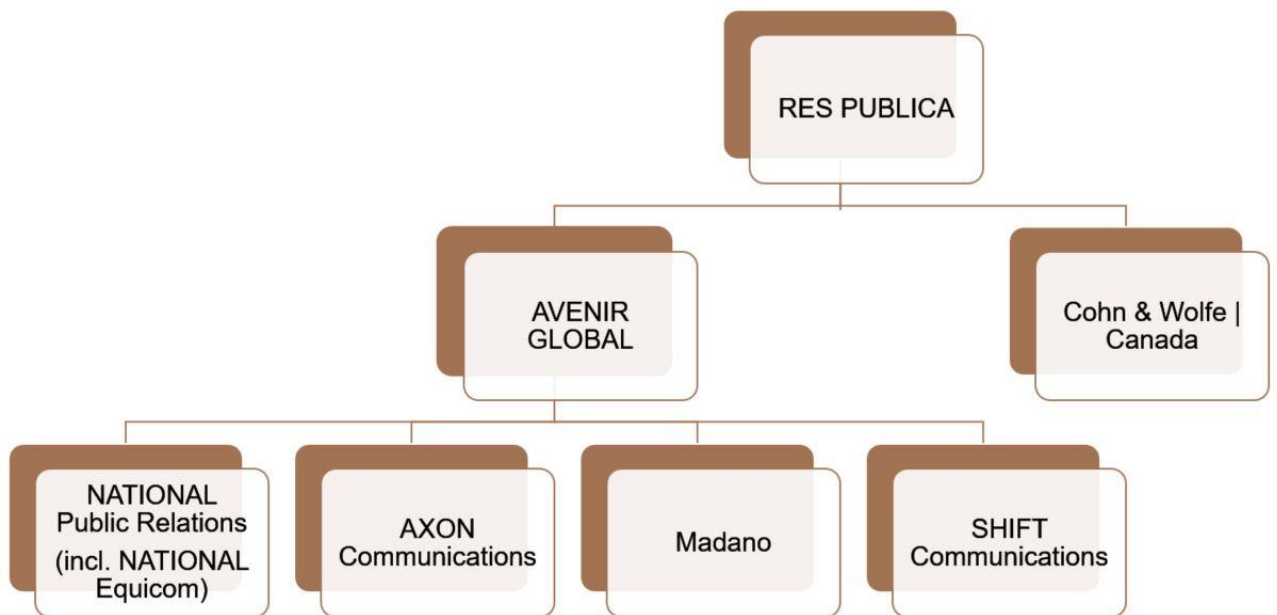 RES PUBLICA
AVENIR
GLOBAL
Cohn & Wolfe |
Canada
NATIONAL
Public Relations
(incl. NATIONAL
Equicom)
AXON
Communications
Madano
SHIFT
Communications